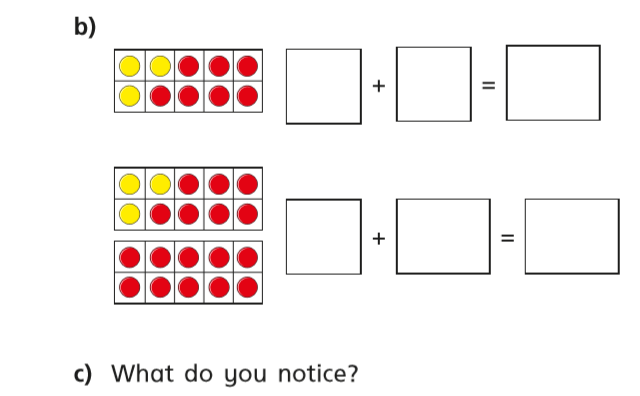 b)
+ =
+ =
c) What do you notice?